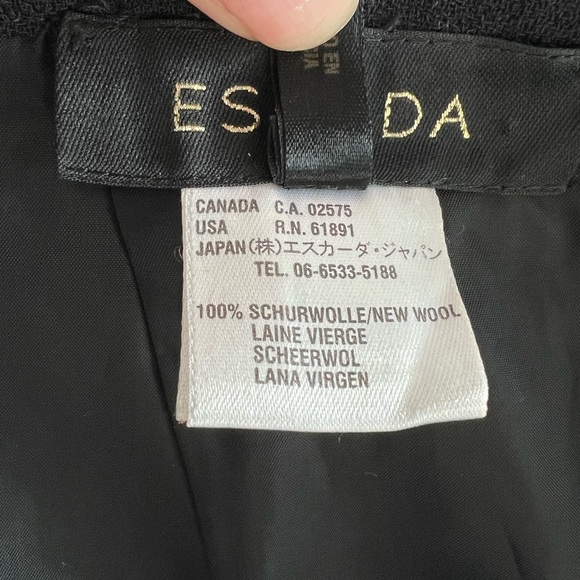 ES DA
CANADA C.A. 02575
USA R.N. 61891
JAPAN(株)エスカーダ・ジャパン
TEL. 06-6533-5188
100% SCHURWOLLE/NEW WOOL
LAINE VIERGE
SCHEERWOL
LANA VIRGEN